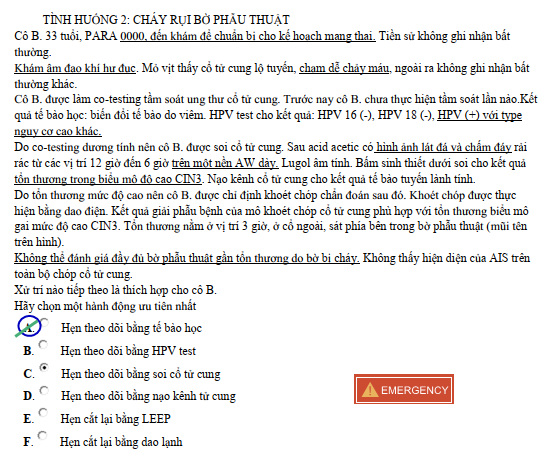 TÌNH HUỐNG 2: CHÁY RỤI BỜ PHẪU THUẬT
Cô B. 33 tuổi, PARA 0000, đến khám để chuẩn bị cho kế hoạch mang thai. Tiền sử không ghi nhận bất
thường.
Khám âm đạo khí hư đục. Mỏ vịt thấy cổ tử cung lộ tuyến, chạm dễ chảy máu, ngoài ra không ghi nhận bất
thường khác.
Cô B. được làm co-testing tầm soát ung thư cổ tử cung. Trước nay cô B. chưa thực hiện tầm soát lần nào.Kết
quả tế bào học: biến đổi tế bào do viêm. HPV test cho kết quả: HPV 16 (-), HPV 18 (-), HPV (+) với type
nguy cơ cao khác.
Do co-testing dương tính nên cô B. được soi cổ tử cung. Sau acid acetic có hình ảnh lát đá và chấm đáy rải
rác từ các vị trí 12 giờ đến 6 giờ trên một nền AW dày. Lugol âm tính. Bấm sinh thiết dưới soi cho kết quả
tổn thương trong biểu mô độ cao CIN3. Nạo kênh cổ tử cung cho kết quả tế bào tuyến lành tính.
Do tổn thương mức độ cao nên cô B. được chỉ định khoét chóp chẩn đoán sau đó. Khoét chóp được thực
hiện bằng dao điện. Kết quả giải phẫu bệnh của mô khoét chóp cổ tử cung phù hợp với tổn thương biểu mô
gai mức độ cao CIN3. Tổn thương nằm ở vị trí 3 giờ, ở cổ ngoài, sát phía bên trong bờ phẫu thuật (mũi tên
trên hình).
Không thể đánh giá đầy đủ bờ phẫu thuật gần tổn thương do bờ bị cháy. Không thấy hiện diện của AIS trên
toàn bộ chóp cổ tử cung.
Xử trí nào tiếp theo là thích hợp cho cô B.
Hãy chọn một hành động ưu tiên nhất
A. Hẹn theo dõi bằng tế bào học
B. Hẹn theo dõi bằng HPV test
C. Hẹn theo dõi bằng soi cổ tử cung
D. Hẹn theo dõi bằng nạo kênh tử cung
EMERGENCY
E. Hẹn cắt lại bằng LEEP
F. Hẹn cắt lại bằng dao lạnh